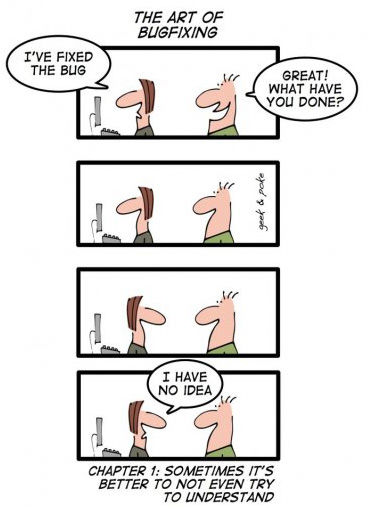 THE ART OF
BUGFIXING
I'VE FIXED
THE BUG
GREAT!
WHAT HAVE
YOU DONE?
geek & poke
I HAVE
NO IDEA
CHAPTER 1: SOMETIMES IT'S
BETTER TO NOT EVEN TRY
TO UNDERSTAND